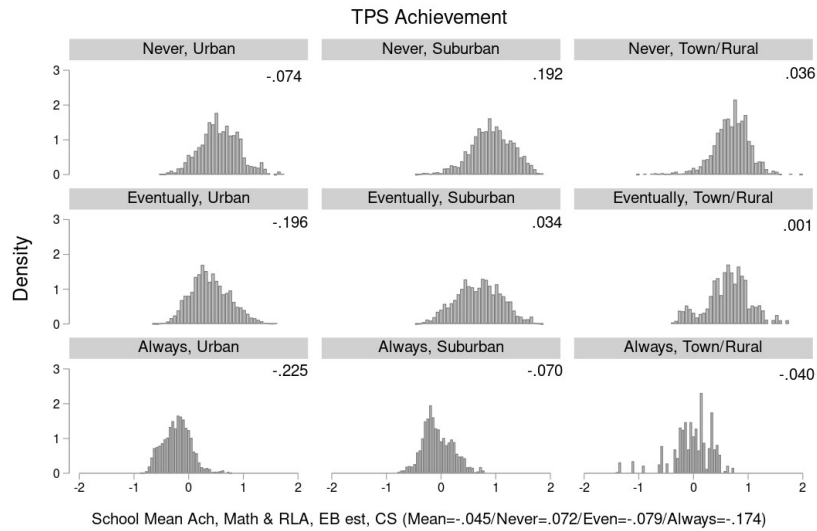 TPS Achievement
Never, Urban Never, Suburban Never, Town/Rural
-.074 .192 .036
3
2
1
0
Eventually, Urban Eventually, Suburban Eventually, Town/Rural
-.196 .034 .001
3
2
1
0
Density
Always, Urban Always, Suburban Always, Town/Rural
-.225 -.070 -.040
3
2
1
0
-2 -1 0 1 2 -2 -1 0 1 2 -2 -1 0 1 2
School Mean Ach, Math & RLA, EB est, CS (Mean=-.045/Never=.072/Even=-.079/Always=-.174)